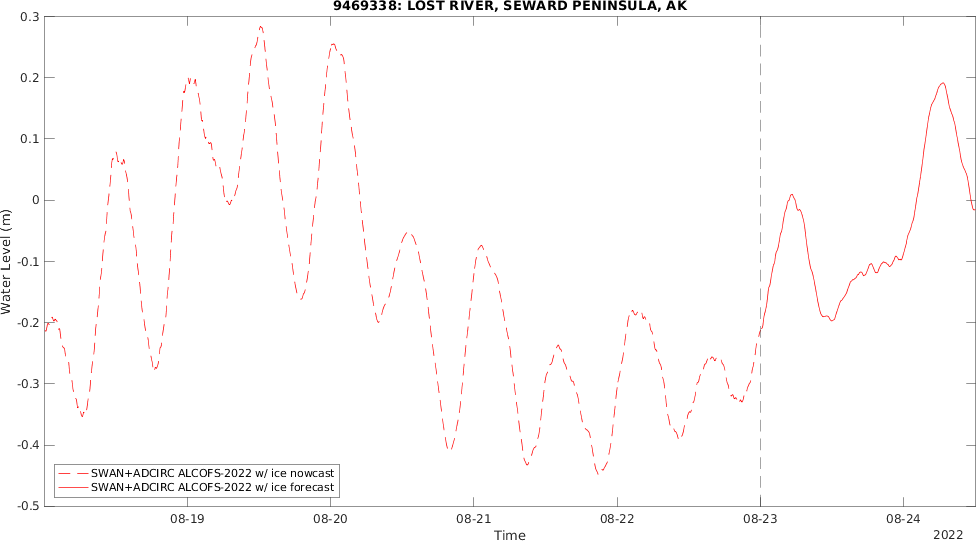 9469338: LOST RIVER, SEWARD PENINSULA, AK
0.3
0.2
0.1
0
-0.1
-0.2
-0.3
-0.4
-0.5
Water Level (m)
SWAN+ADCIRC ALCOFS-2022 w/ ice nowcast
SWAN+ADCIRC ALCOFS-2022 w/ ice forecast
08-19 08-20 08-21 08-22 08-23 08-24
Time
2022